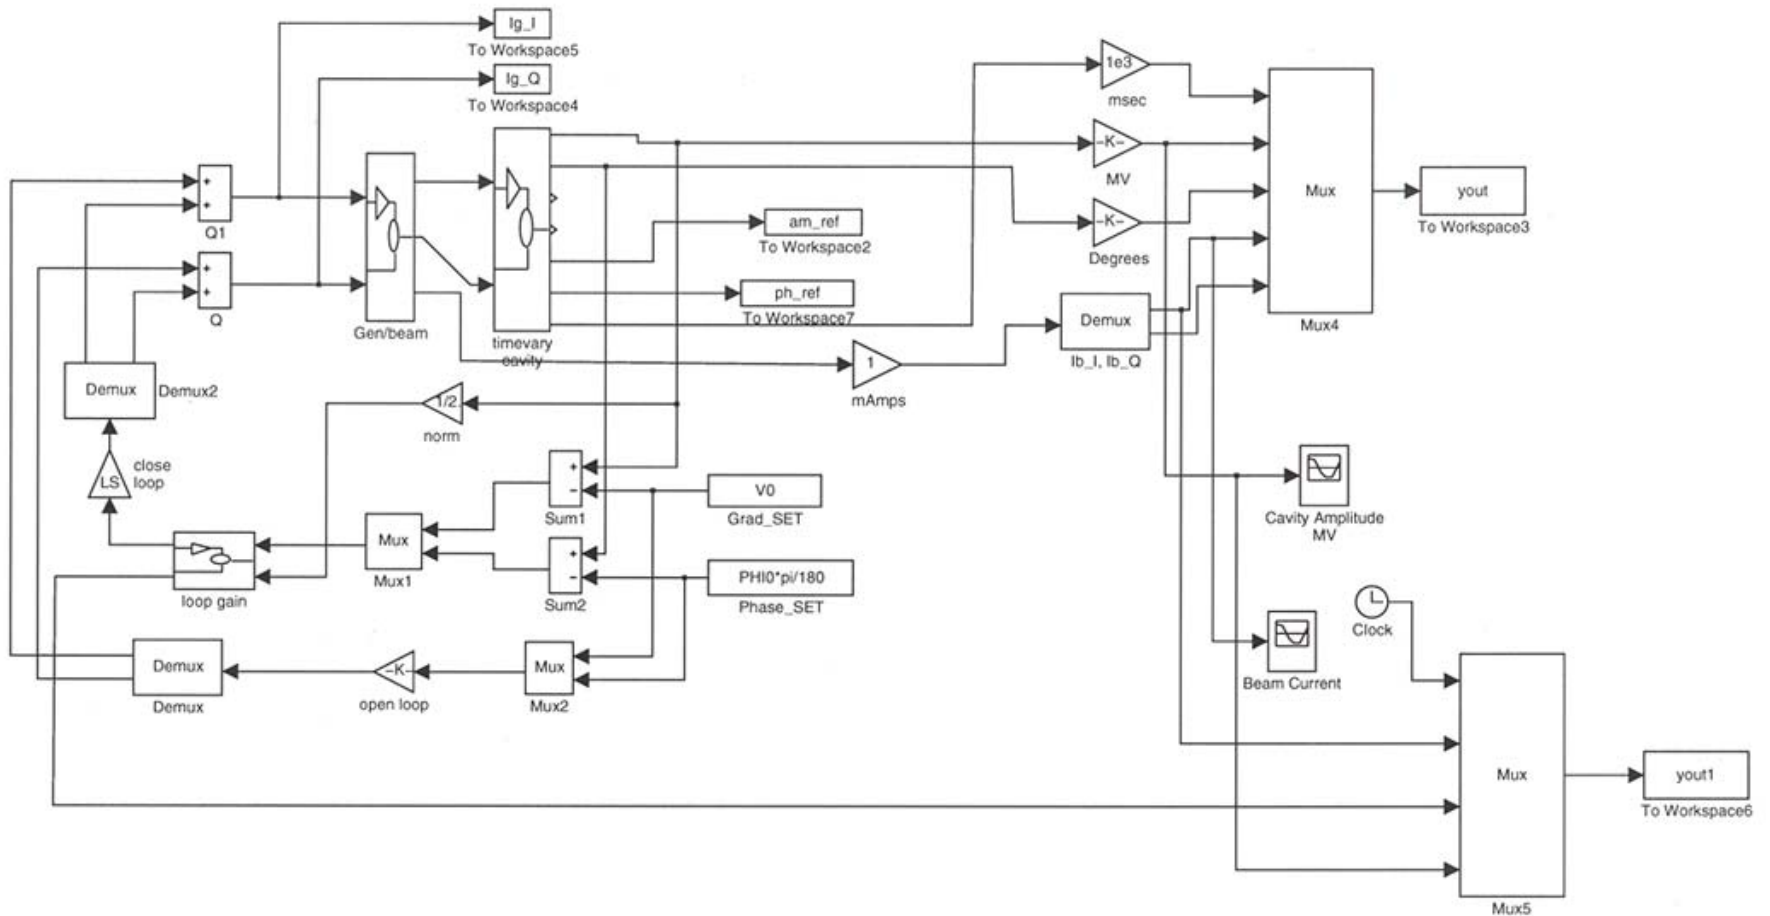 Ig_I
To Workspace5
Ig_Q
To Workspace4
1e3
msec
-K-
MV
+
+
Q1
Mux
yout
To Workspace3
am_ref
To Workspace2
-K-
Degrees
+
+
Q
ph_ref
To Workspace7
Gen/beam
timevary
cavity
Demux
Ib_I, Ib_Q
Mux4
1
mAmps
Demux
Demux2
1/2.
norm
close
loop
LS
+
-
Sum1
V0
Grad_SET
Cavity Amplitude
MV
Mux
Mux1
+
-
Sum2
PHI0*pi/180
Phase_SET
loop gain
Clock
Demux
Demux
-K-
open loop
Mux
Mux2
Beam Current
Mux
Mux5
yout1
To Workspace6